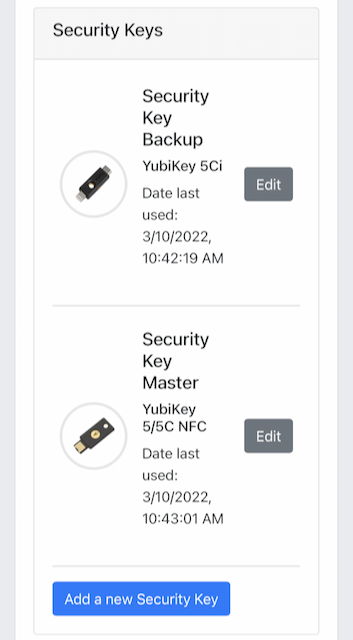 Security Keys
Security
Key
Backup
YubiKey 5Ci
Date last
used:
3/10/2022,
10:42:19 AM
Edit
Security
Key
Master
YubiKey
5/5C NFC
Date last
used:
3/10/2022,
10:43:01 AM
Edit
Add a new Security Key